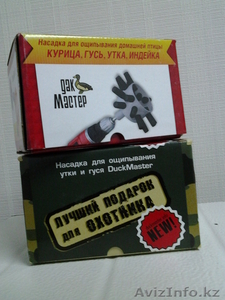 Насадка для ощипывания домашней птицы:
КУРИЦА, ГУСЬ, УТКА, ИНДЕЙКА
дак
Мастер
Насадка для ощипывания
утки и гуся DuckMaster
ЛУЧШИЙ ПОДАРОК
для ОХОТНИКА
NEW!
AvizInfo.kz